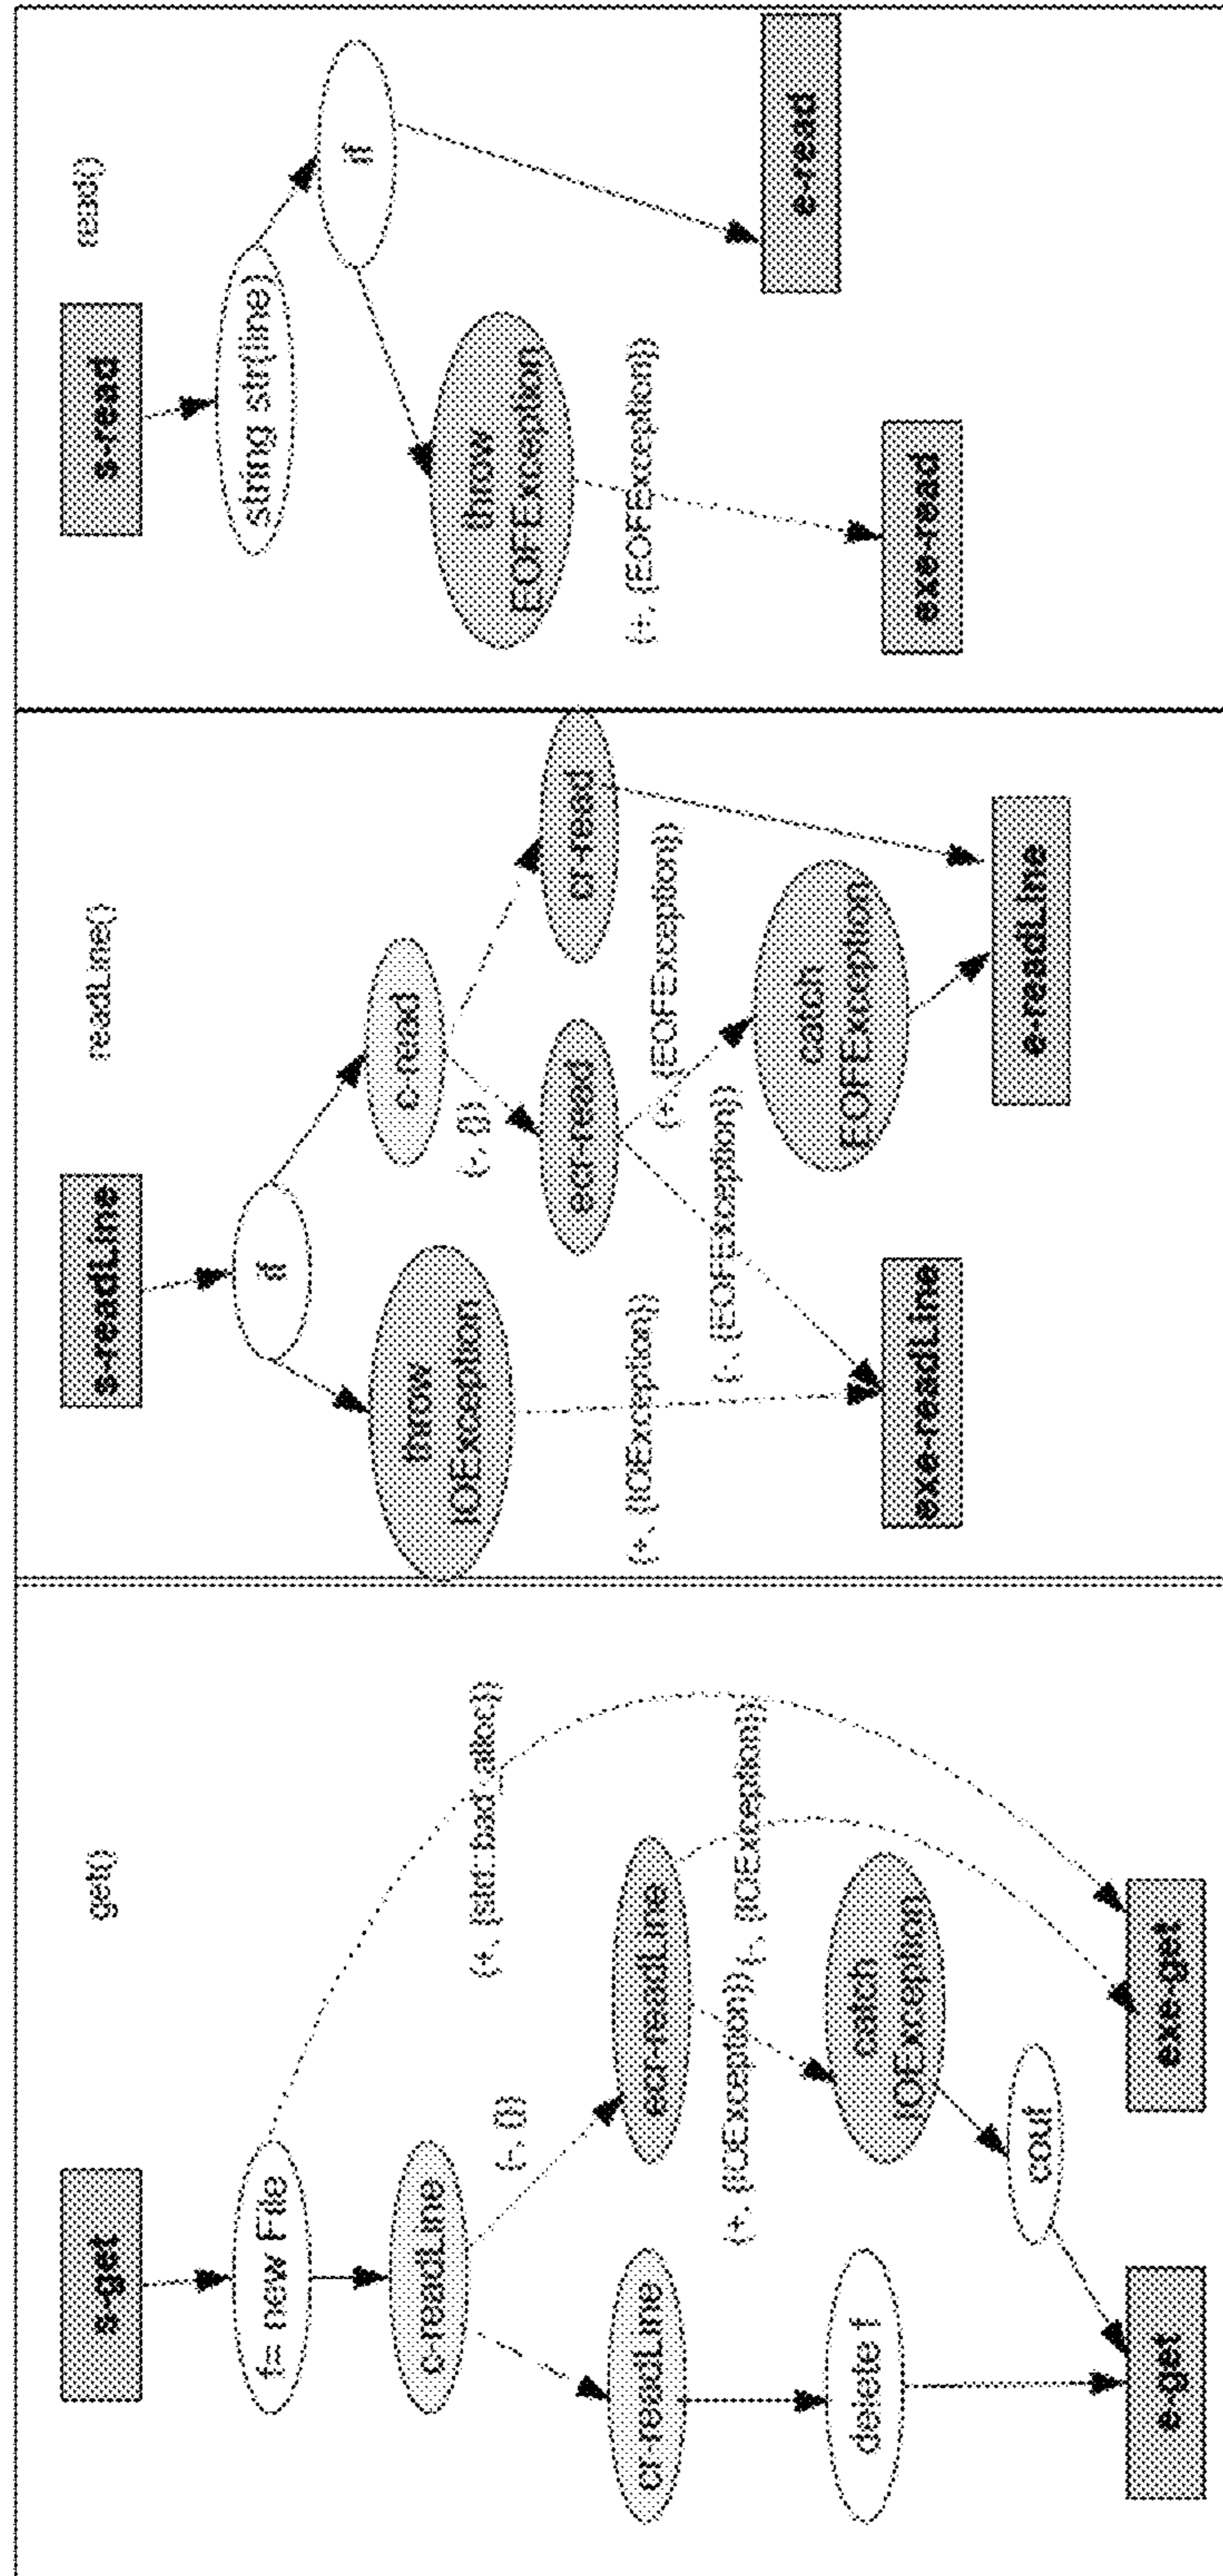 get()
s-get
f= new File
(+, {std::bad_alloc})
c-readLine
(-, {})
cr-readLine
ecr-readLine
(+, {IOException})
(-, {IOException})
delete f
catch
IOException
cout
e-get
exe-get
readLine()
s-readLine
if
throw
IOException
c-read
(-, {})
ecr-read
cr-read
(+, {IOException})
(-, {EOFException})
(+, {EOFException})
catch
EOFException
exe-readLine
e-readLine
read()
s-read
string str(line)
if
throw
EOFException
(+, {EOFException})
exe-read
e-read